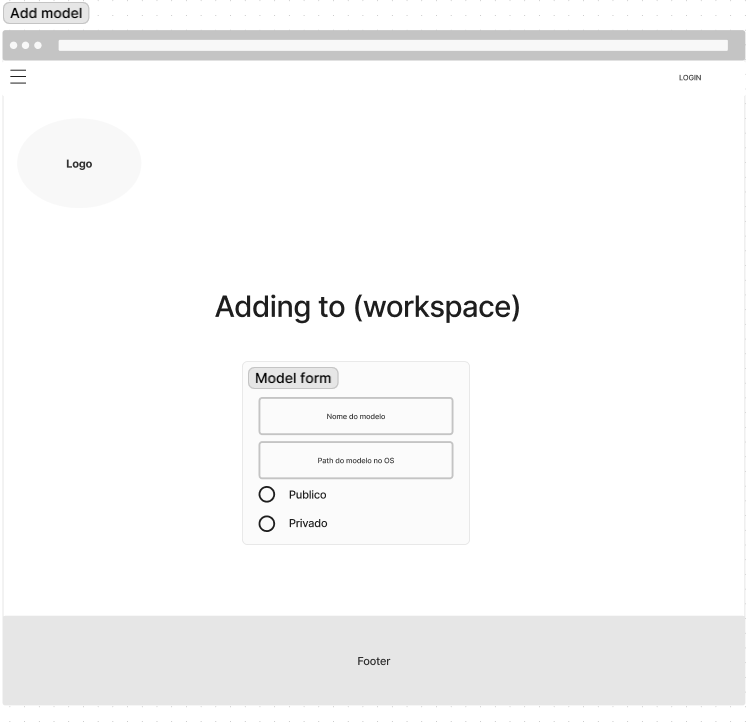 Add model
LOGIN
Logo
Adding to (workspace)
Model form
Nome do modelo
Path do modelo no OS
Publico
Privado
Footer